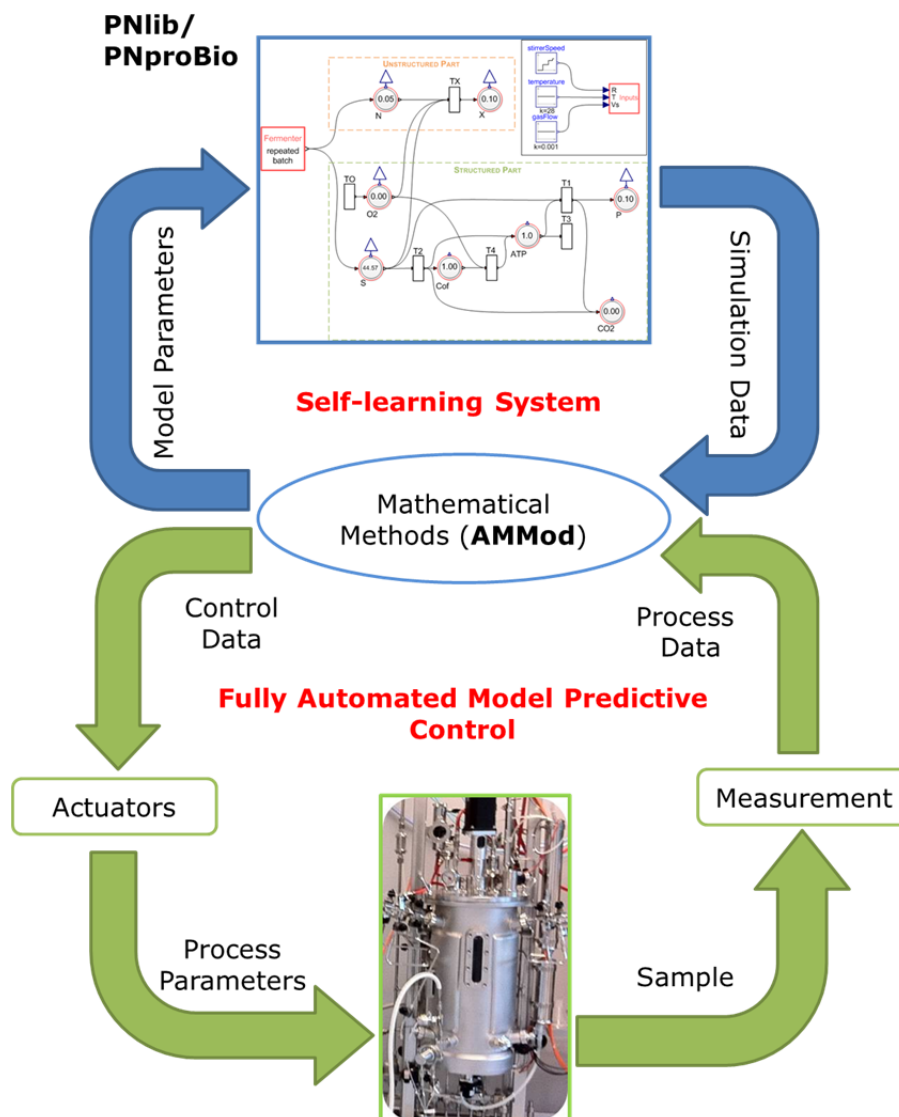 PNlib/
PNproBio
UNSTRUCTURED PART
stirrerSpeed
TX
0.05
0.10
N
X
temperature
k=28
gasFlow
k=0.001
R
T
Vs
Inputs
Fermenter
repeated
batch
STRUCTURED PART
TO
0.00
O2
T1
0.10
P
T3
1.0
ATP
T2
T4
44.57
S
1.00
Cof
0.00
CO2
Model Parameters
Simulation Data
Self-learning System
Mathematical
Methods (AMMod)
Control
Data
Process
Data
Fully Automated Model Predictive
Control
Actuators
Measurement
Process
Parameters
Sample